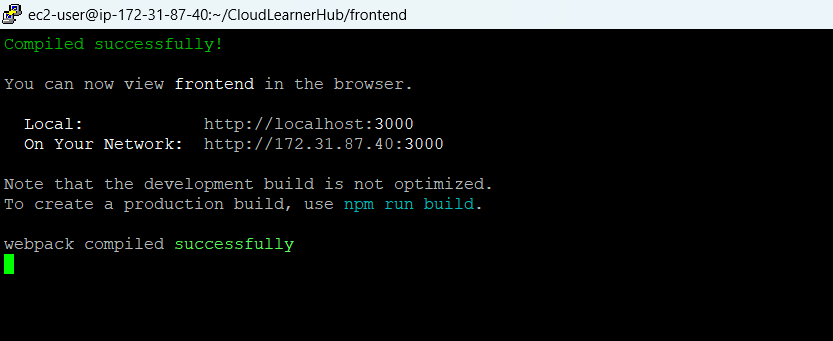 ec2-user@ip-172-31-87-40:~/CloudLearnerHub/frontend
Compiled successfully!
You can now view frontend in the browser.
Local: http://localhost:3000
On Your Network: http://172.31.87.40:3000
Note that the development build is not optimized.
To create a production build, use npm run build.
webpack compiled successfully